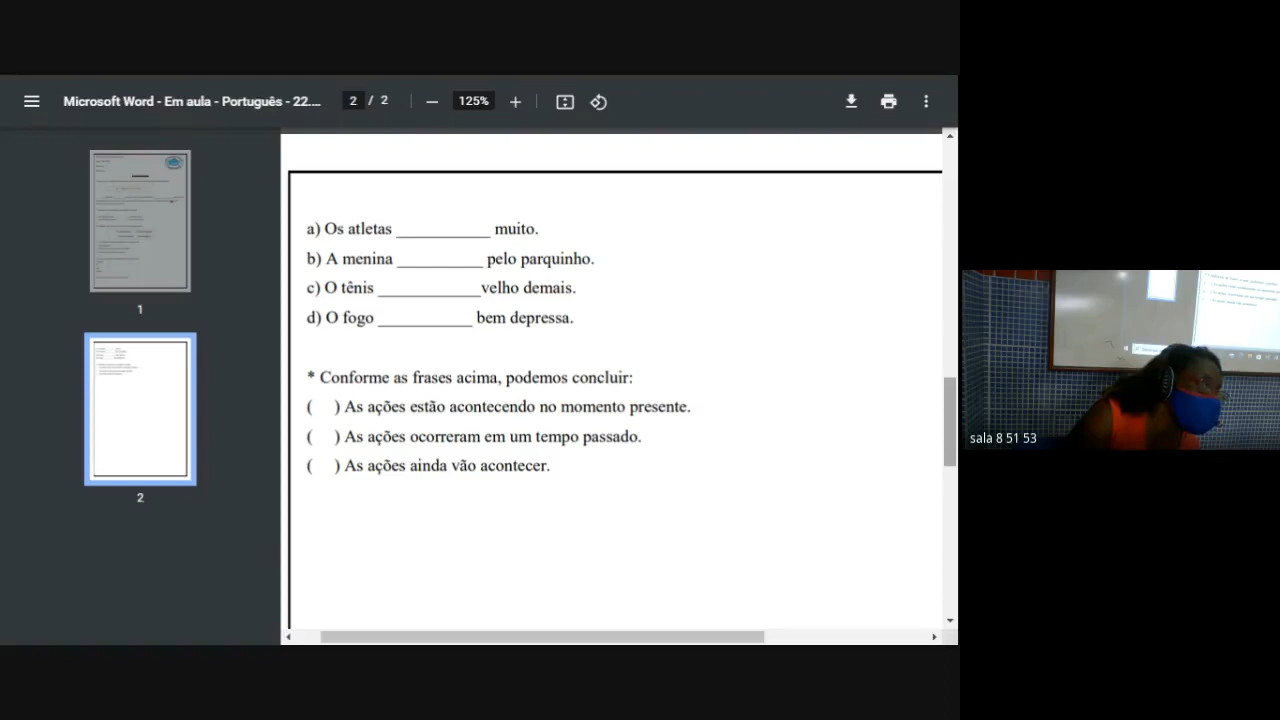 Microsoft Word - Em aula - Português - 22....
2 / 2
125%
a) Os atletas ___________ muito.
b) A menina __________ pelo parquinho.
c) O tênis ____________velho demais.
d) O fogo ___________ bem depressa.
* Conforme as frases acima, podemos concluir:
( ) As ações estão acontecendo no momento presente.
( ) As ações ocorreram em um tempo passado.
( ) As ações ainda vão acontecer.
1
2
sala 8 51 53